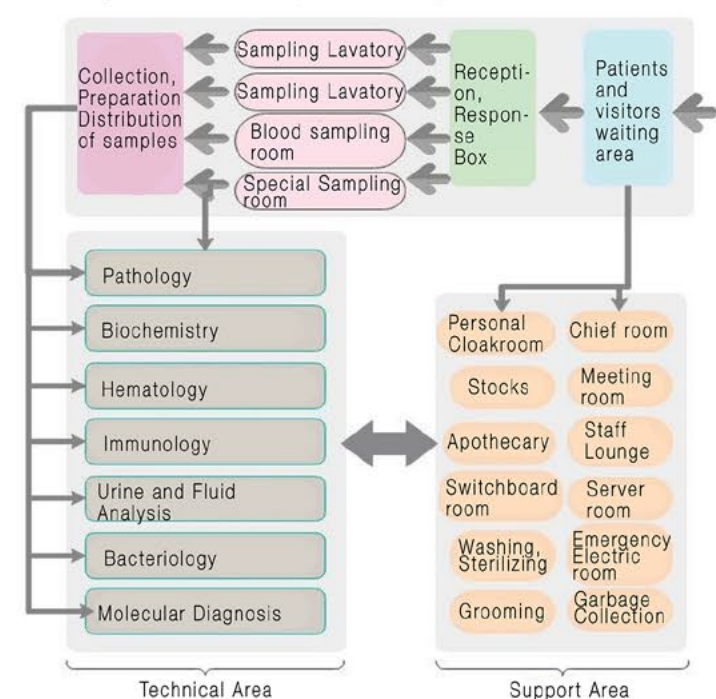 Collection,
Preparation
Distribution
of samples
Sampling Lavatory
Sampling Lavatory
Blood sampling
room
Special Sampling
room
Recepti-
on,
Respon-
se
Box
Patients
and
visitors
waiting
area
Pathology
Biochemistry
Hematology
Immunology
Urine and Fluid
Analysis
Bacteriology
Molecular Diagnosis
Personal
Cloakroom
Chief room
Stocks
Meeting
room
Apothecary
Staff
Lounge
Switchboard
room
Server
room
Washing,
Sterilizing
Emergency
Electric
room
Grooming
Garbage
Collection
Technical Area
Support Area